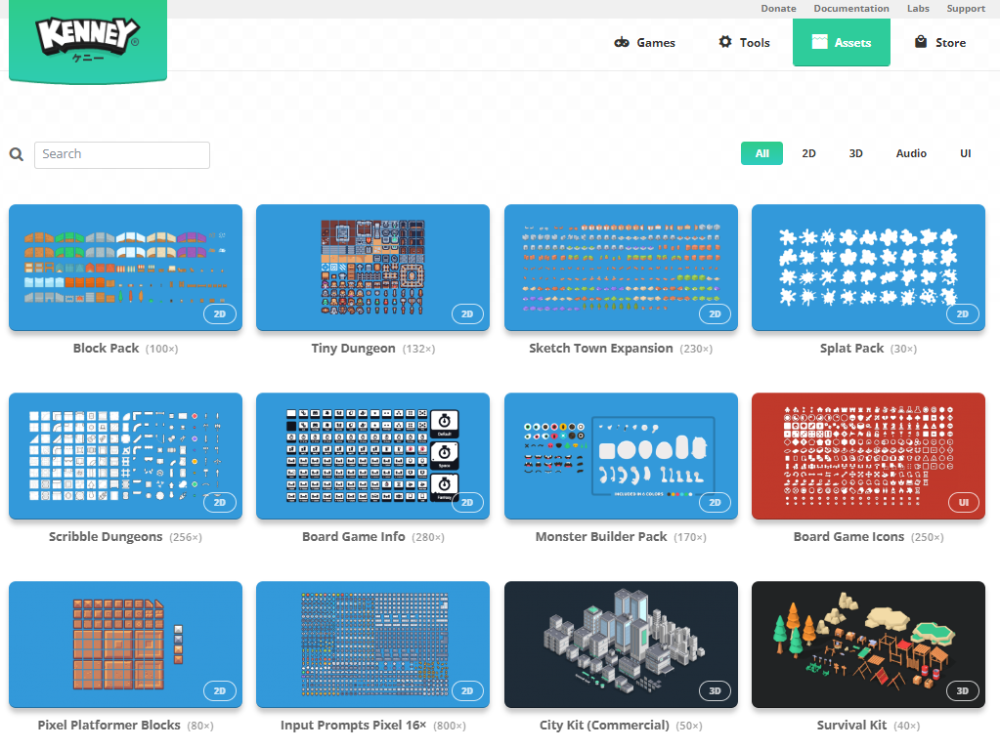 Donate Documentation Labs Support
KENNEY®
ケニー
Games Tools Assets Store
Search
All 2D 3D Audio UI
2D 2D 2D 2D
Block Pack (100×) Tiny Dungeon (132×) Sketch Town Expansion (230×) Splat Pack (30×)
Default
Space
Fantasy
INCLUDED IN 8 COLORS
2D 2D 2D UI
Scribble Dungeons (256×) Board Game Info (280×) Monster Builder Pack (170×) Board Game Icons (250×)
2D 2D 3D 3D
Pixel Platformer Blocks (80×) Input Prompts Pixel 16× (800×) City Kit (Commercial) (50×) Survival Kit (40×)